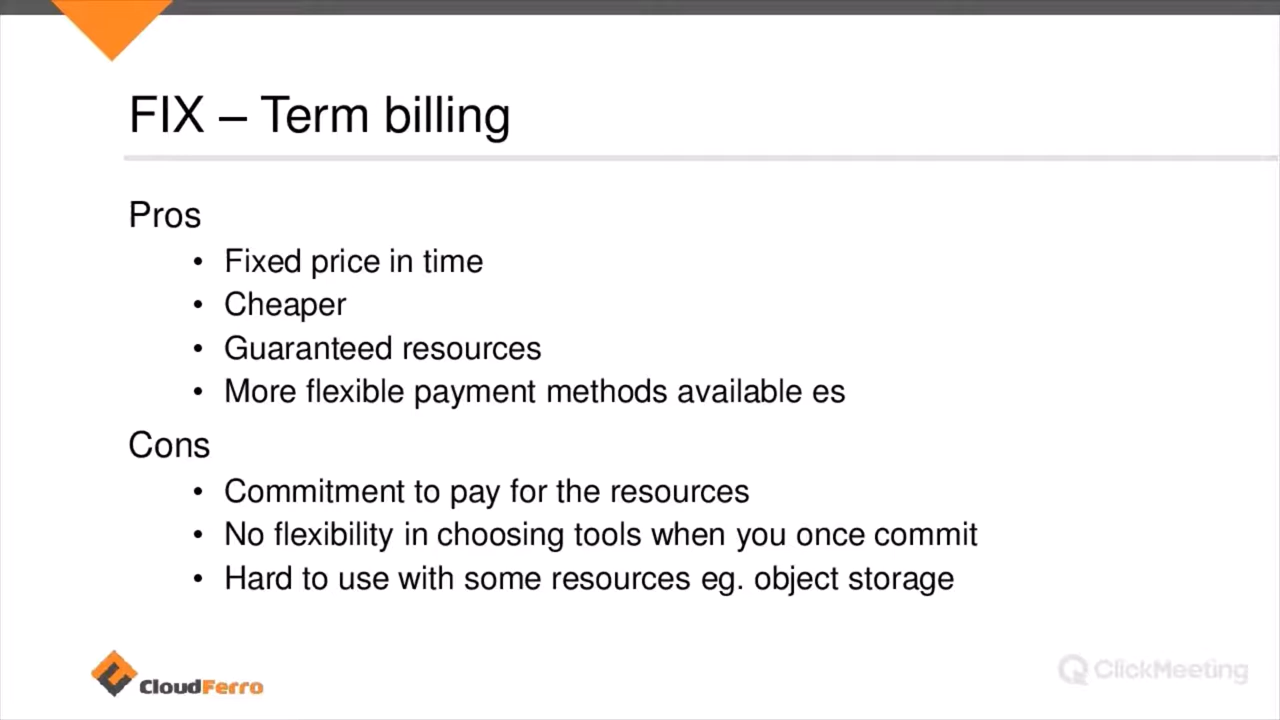 FIX – Term billing
Pros
• Fixed price in time
• Cheaper
• Guaranteed resources
• More flexible payment methods available es
Cons
• Commitment to pay for the resources
• No flexibility in choosing tools when you once commit
• Hard to use with some resources eg. object storage
CloudFerro
ClickMeeting